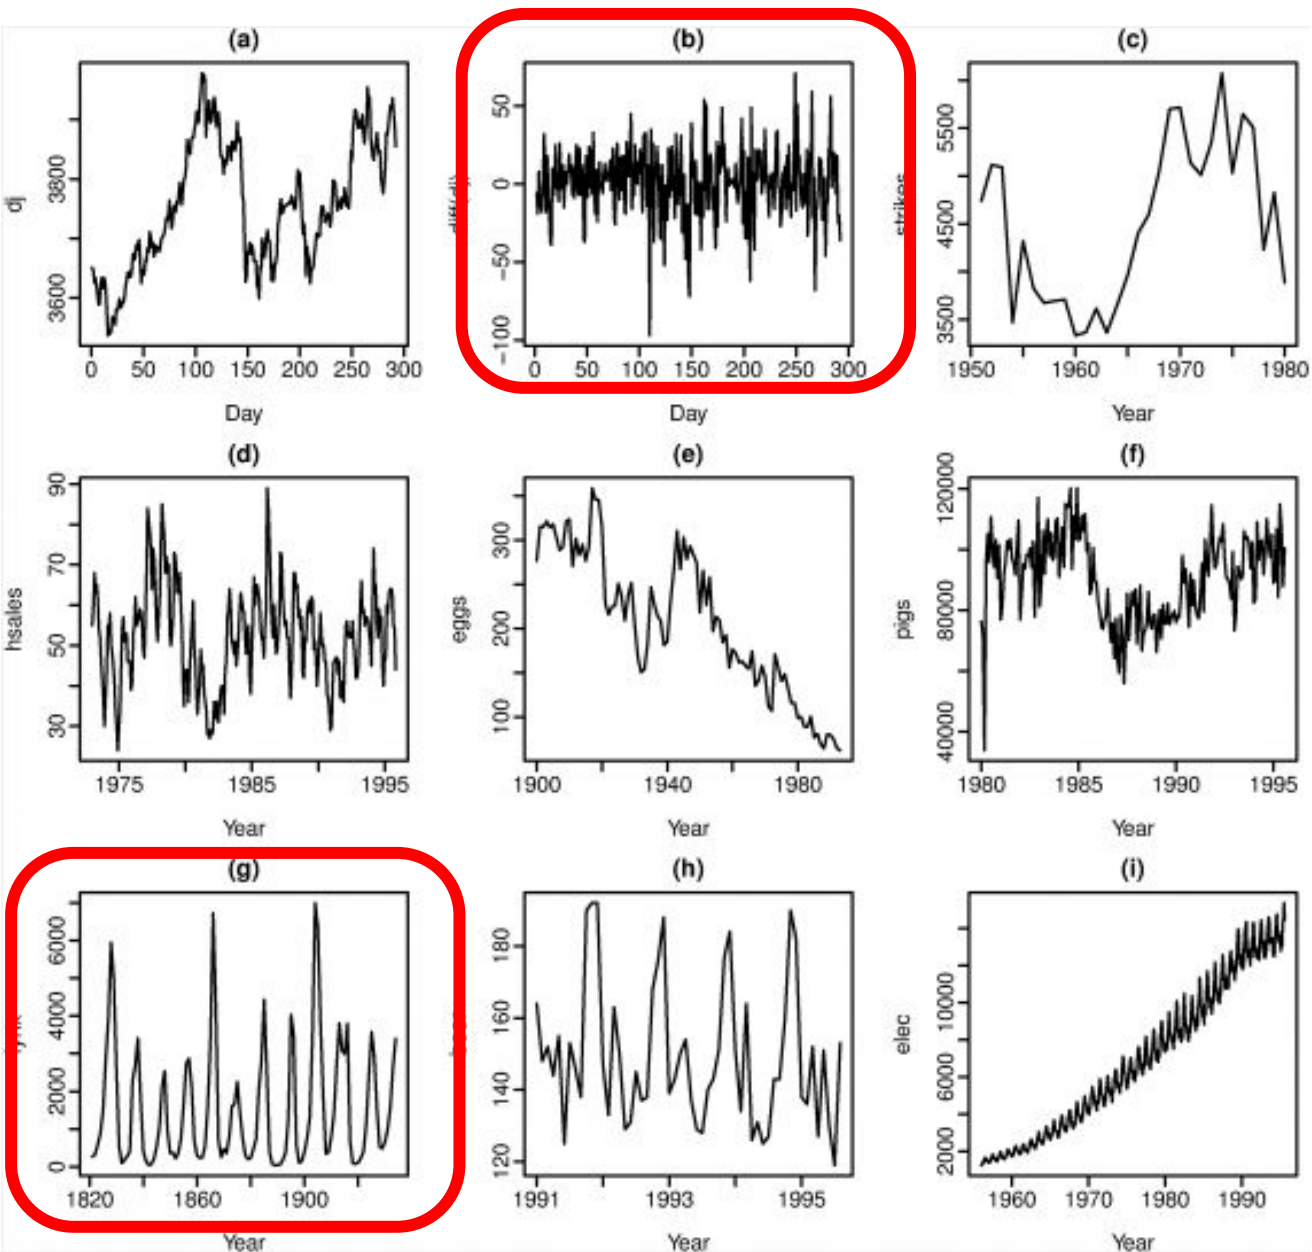 (a)
dj
3800
3600
0 50 100 150 200 250 300
Day
(b)
diff(dj)
50
0
−50
−100
0 50 100 150 200 250 300
Day
(c)
strikes
5500
4500
3500
1950 1960 1970 1980
Year
(d)
hsales
90
70
50
30
1975 1985 1995
Year
(e)
eggs
300
200
100
1900 1940 1980
Year
(f)
pigs
120000
80000
40000
1980 1985 1990 1995
Year
(g)
6000
4000
2000
0
1820 1860 1900
Year
(h)
180
160
140
120
1991 1993 1995
Year
(i)
elec
10000
6000
2000
1960 1970 1980 1990
Year